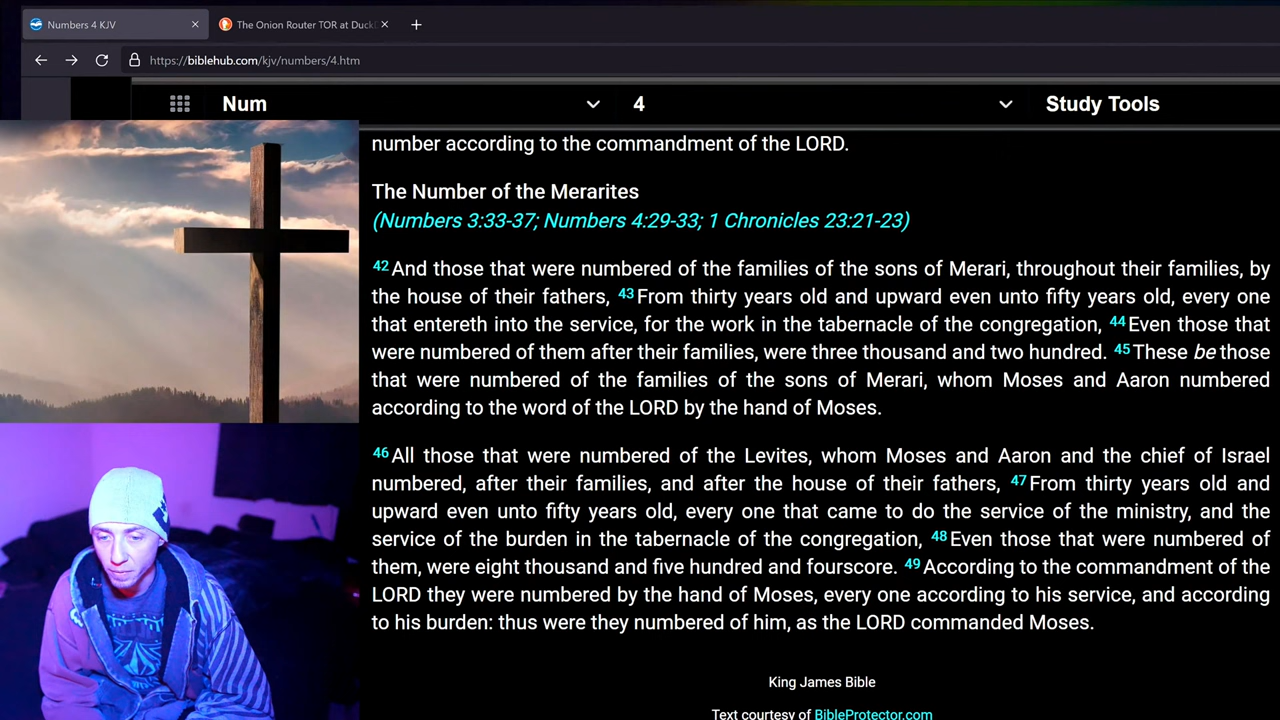 Numbers 4 KJV
The Onion Router TOR at Duck
https://biblehub.com/kjv/numbers/4.htm
Num 4 Study Tools
number according to the commandment of the LORD.
The Number of the Merarites
(Numbers 3:33-37; Numbers 4:29-33; 1 Chronicles 23:21-23)
42 And those that were numbered of the families of the sons of Merari, throughout their families, by
the house of their fathers, 43 From thirty years old and upward even unto fifty years old, every one
that entereth into the service, for the work in the tabernacle of the congregation, 44 Even those that
were numbered of them after their families, were three thousand and two hundred. 45 These be those
that were numbered of the families of the sons of Merari, whom Moses and Aaron numbered
according to the word of the LORD by the hand of Moses.
46 All those that were numbered of the Levites, whom Moses and Aaron and the chief of Israel
numbered, after their families, and after the house of their fathers, 47 From thirty years old and
upward even unto fifty years old, every one that came to do the service of the ministry, and the
service of the burden in the tabernacle of the congregation, 48 Even those that were numbered of
them, were eight thousand and five hundred and fourscore. 49 According to the commandment of the
LORD they were numbered by the hand of Moses, every one according to his service, and according
to his burden: thus were they numbered of him, as the LORD commanded Moses.
King James Bible
Text courtesy of BibleProtector.com